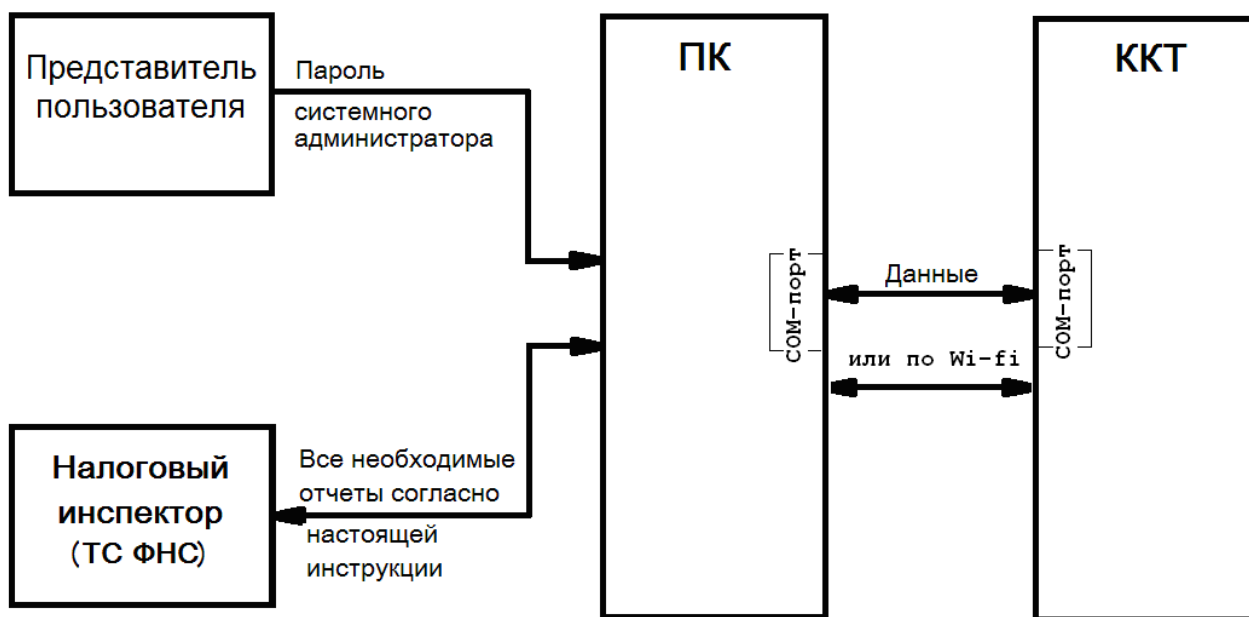 Представитель
пользователя
Пароль
системного
администратора
ПК
ККТ
COM-порт
Данные
COM-порт
или по Wi-fi
Налоговый
инспектор
(ТС ФНС)
Все необходимые
отчеты согласно
настоящей
инструкции